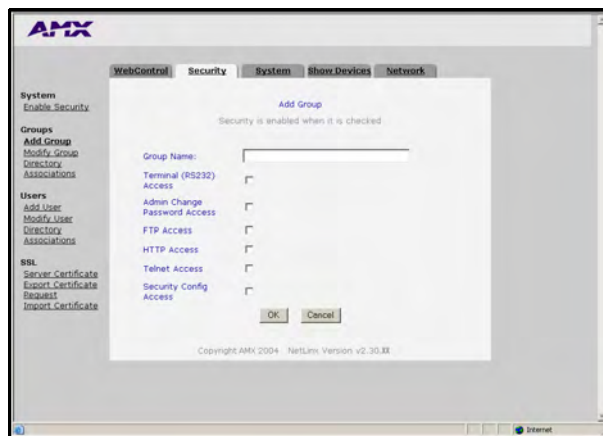 AMX
WebControl Security System Show Devices Network
System
Enable Security
Groups
Add Group
Modify Group
Directory
Associations
Users
Add User
Modify User
Directory
Associations
SSL
Server Certificate
Export Certificate
Request
Import Certificate
Add Group
Security is enabled when it is checked
Group Name:
Terminal (RS232)
Access
Admin Change
Password Access
FTP Access
HTTP Access
Telnet Access
Security Config
Access
OK Cancel
Copyright AMX 2004 NetLinx Version v2.30.XX
Internet